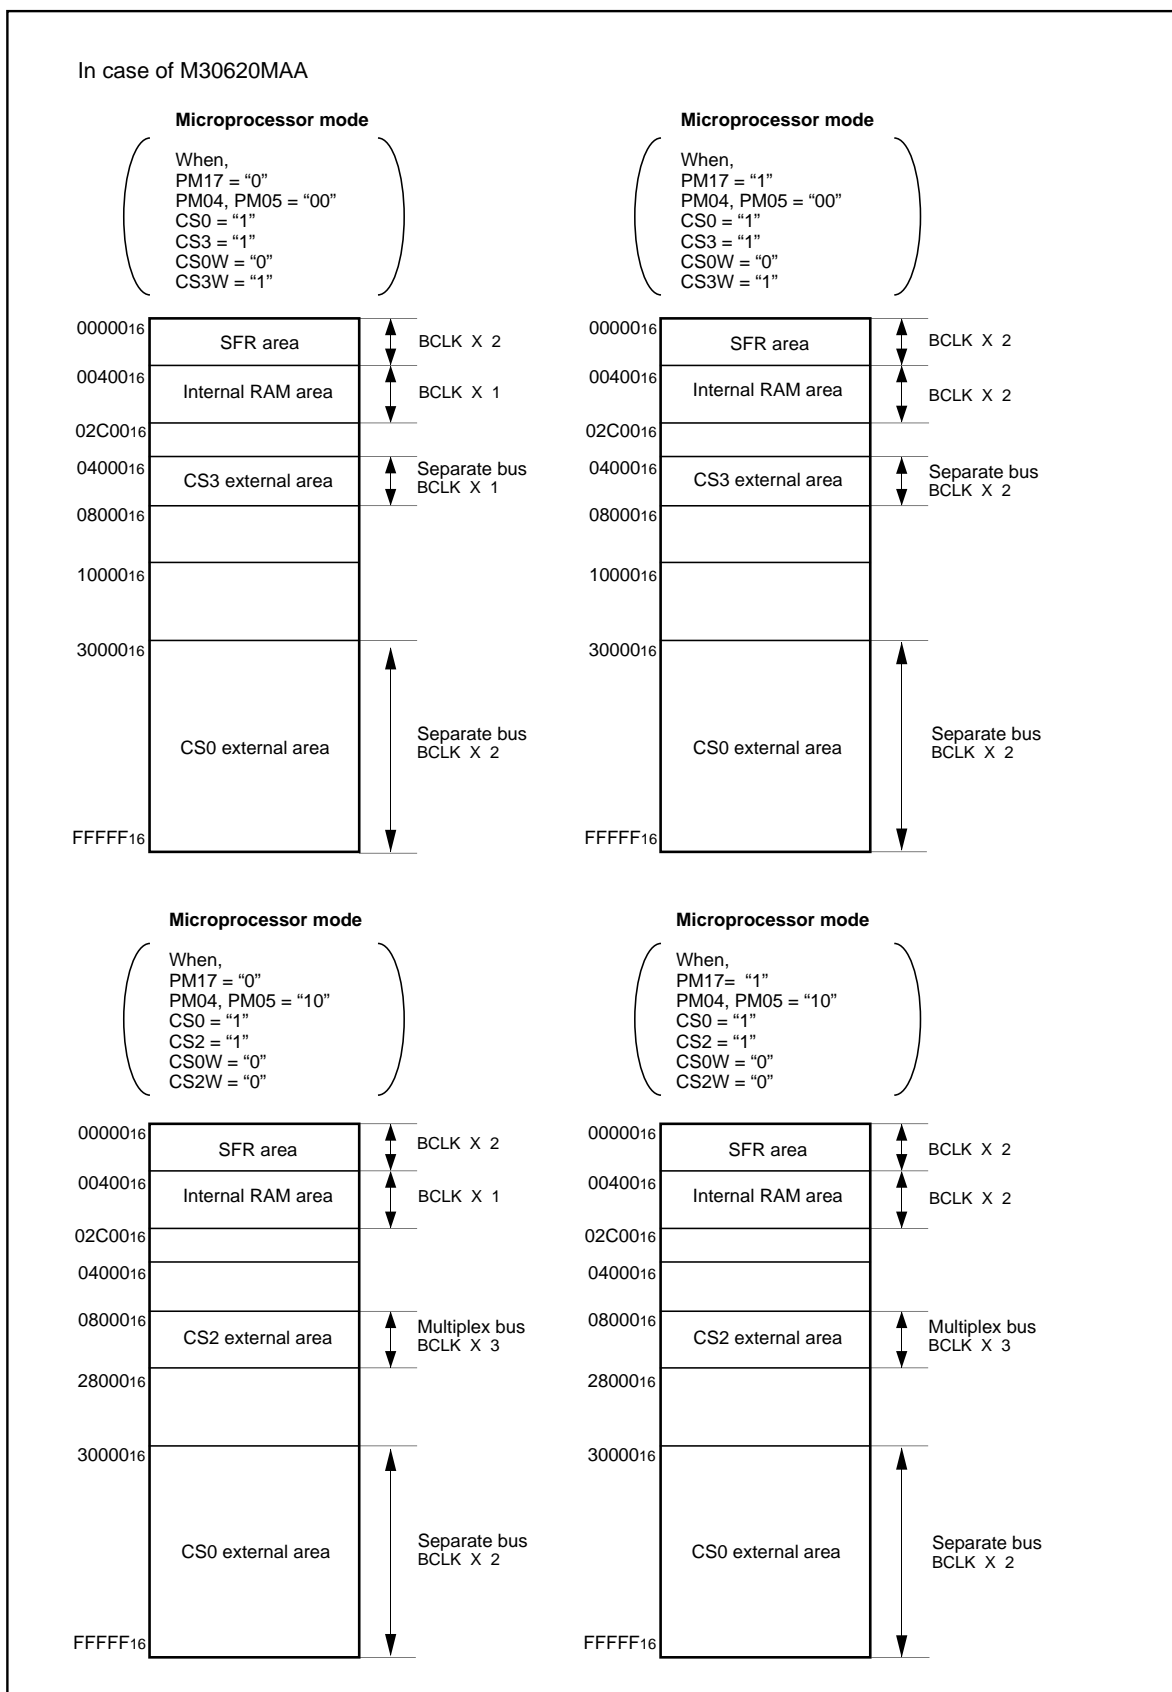 In case of M30620MAA
Microprocessor mode
When,
PM17 = “0”
PM04, PM05 = “00”
CS0 = “1”
CS3 = “1”
CS0W = “0”
CS3W = “1”
0000016
SFR area
BCLK X 2
0040016
Internal RAM area
BCLK X 1
02C0016
0400016
CS3 external area
Separate bus
BCLK X 1
0800016
1000016
3000016
CS0 external area
Separate bus
BCLK X 2
FFFFF16
Microprocessor mode
When,
PM17 = “1”
PM04, PM05 = “00”
CS0 = “1”
CS3 = “1”
CS0W = “0”
CS3W = “1”
0000016
SFR area
BCLK X 2
0040016
Internal RAM area
BCLK X 2
02C0016
0400016
CS3 external area
Separate bus
BCLK X 2
0800016
1000016
3000016
CS0 external area
Separate bus
BCLK X 2
FFFFF16
Microprocessor mode
When,
PM17 = “0”
PM04, PM05 = “10”
CS0 = “1”
CS2 = “1”
CS0W = “0”
CS2W = “0”
0000016
SFR area
BCLK X 2
0040016
Internal RAM area
BCLK X 1
02C0016
0400016
0800016
CS2 external area
Multiplex bus
BCLK X 3
2800016
3000016
CS0 external area
Separate bus
BCLK X 2
FFFFF16
Microprocessor mode
When,
PM17= “1”
PM04, PM05 = “10”
CS0 = “1”
CS2 = “1”
CS0W = “0”
CS2W = “0”
0000016
SFR area
BCLK X 2
0040016
Internal RAM area
BCLK X 2
02C0016
0400016
0800016
CS2 external area
Multiplex bus
BCLK X 3
2800016
3000016
CS0 external area
Separate bus
BCLK X 2
FFFFF16